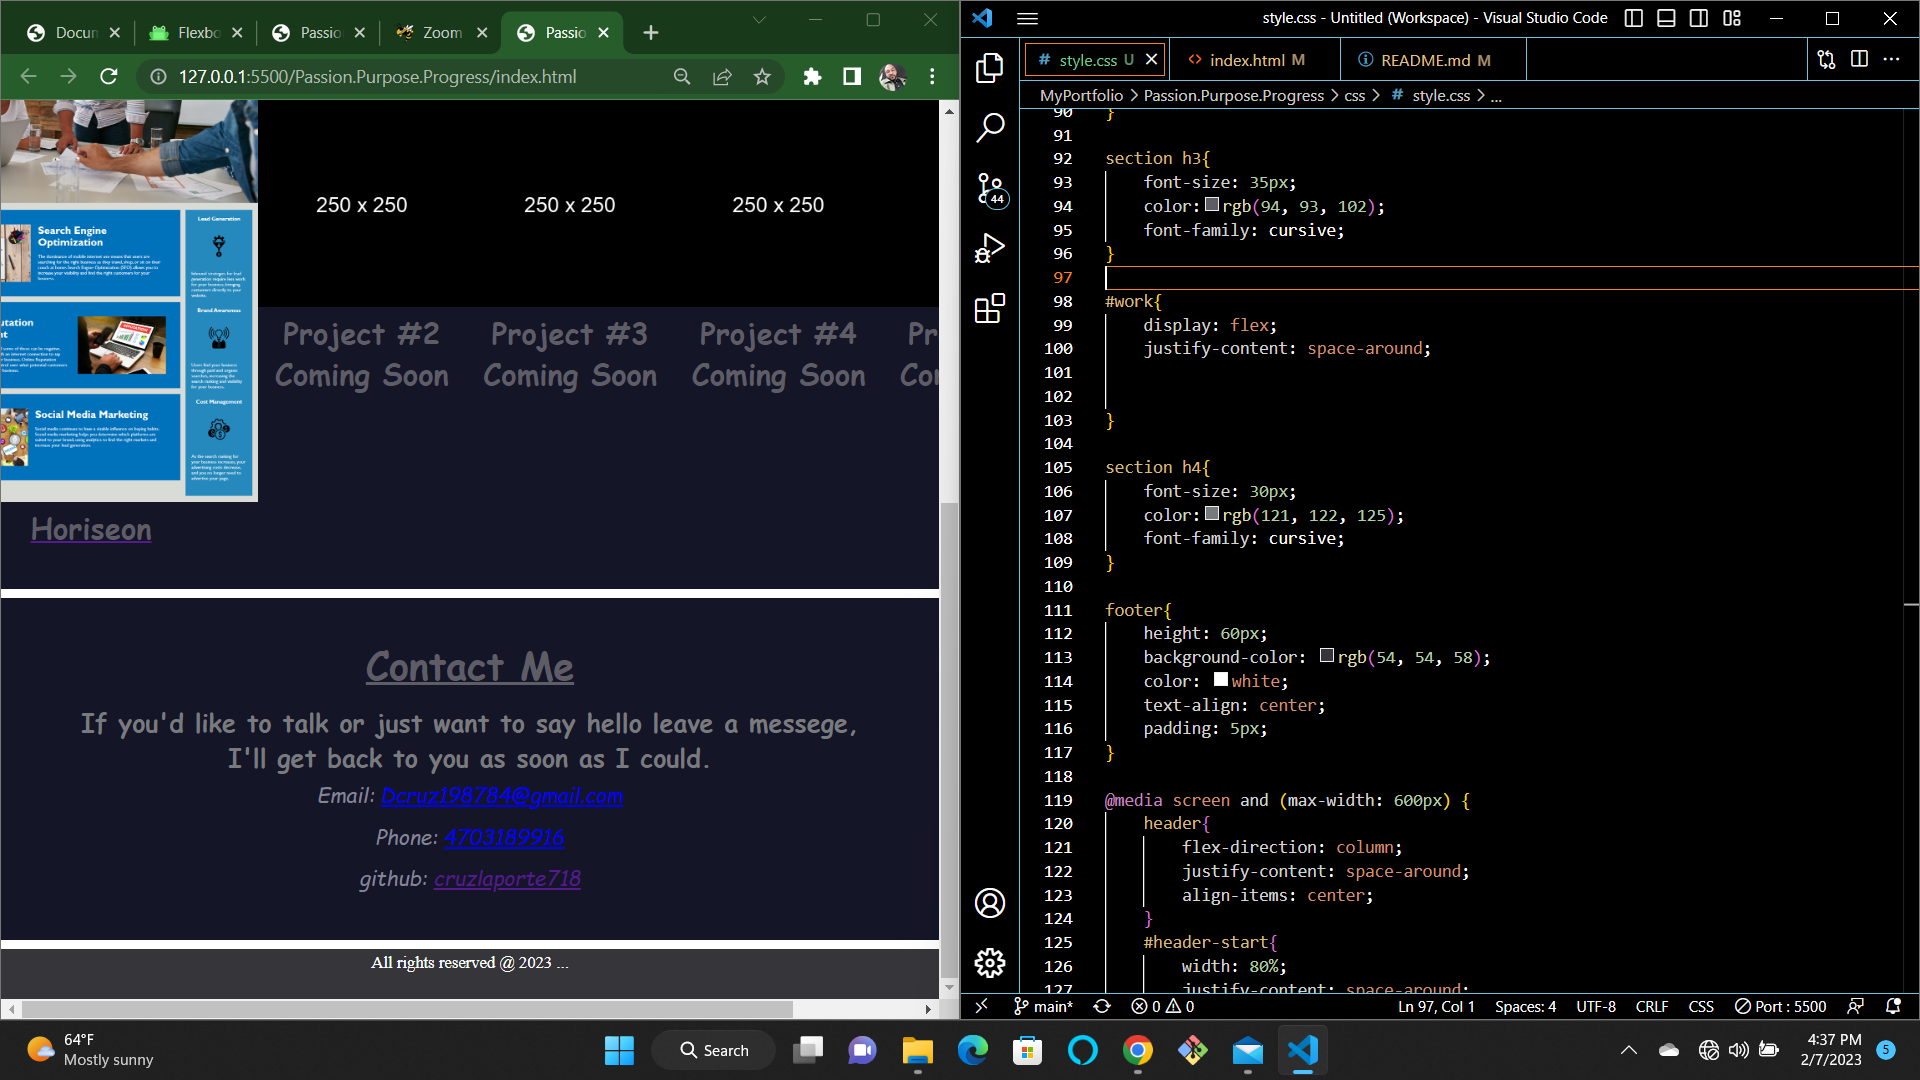 Docun
Flexbo
Passio
Zoom
Passio
127.0.0.1:5500/Passion.Purpose.Progress/index.html
Lead Generation
Search Engine
Optimization
250 x 250
250 x 250
250 x 250
Brand Awareness
Cost Management
Social Media Marketing
Project #2
Coming Soon
Project #3
Coming Soon
Project #4
Coming Soon
Pr
Co
Horiseon
Contact Me
If you'd like to talk or just want to say hello leave a messege,
I'll get back to you as soon as I could.
Email: Dcruz198784@gmail.com
Phone: 4703189916
github: cruzlaporte718
All rights reserved @ 2023 ...
style.css - Untitled (Workspace) - Visual Studio Code
# style.css U
<> index.html M
README.md M
MyPortfolio > Passion.Purpose.Progress > css > # style.css > ...
44
90 }
91
92 section h3{
93 font-size: 35px;
94 color: rgb(94, 93, 102);
95 font-family: cursive;
96 }
97
98 #work{
99 display: flex;
100 justify-content: space-around;
101
102
103 }
104
105 section h4{
106 font-size: 30px;
107 color: rgb(121, 122, 125);
108 font-family: cursive;
109 }
110
111 footer{
112 height: 60px;
113 background-color: rgb(54, 54, 58);
114 color: white;
115 text-align: center;
116 padding: 5px;
117 }
118
119 @media screen and (max-width: 600px) {
120 header{
121 flex-direction: column;
122 justify-content: space-around;
123 align-items: center;
124 }
125 #header-start{
126 width: 80%;
127 justify-content: space-around;
main* 0 0 Ln 97, Col 1 Spaces: 4 UTF-8 CRLF CSS Port : 5500
64°F
Mostly sunny
Search
4:37 PM
2/7/2023
5